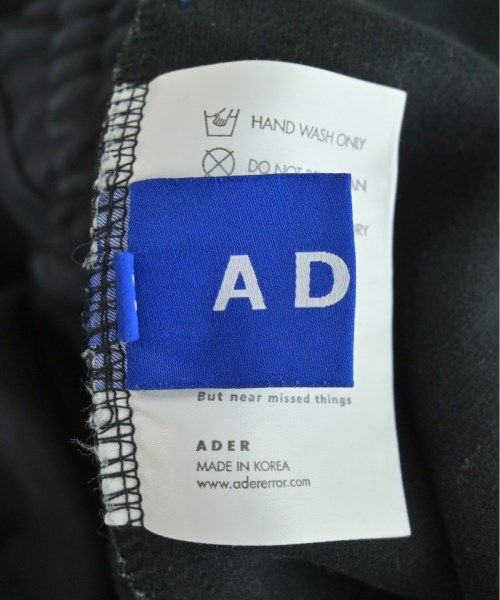 HAND WASH ONLY
DO NOT
AD
But near missed things
ADER
MADE IN KOREA
www.adererror.com